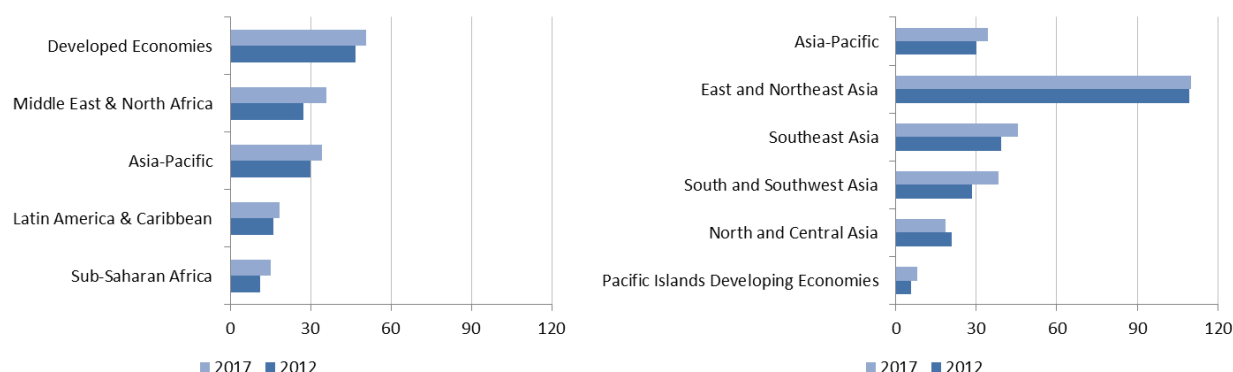 Developed Economies
Middle East & North Africa
Asia-Pacific
Latin America & Caribbean
Sub-Saharan Africa
0 30 60 90 120
2017 2012
Asia-Pacific
East and Northeast Asia
Southeast Asia
South and Southwest Asia
North and Central Asia
Pacific Islands Developing Economies
0 30 60 90 120
2017 2012